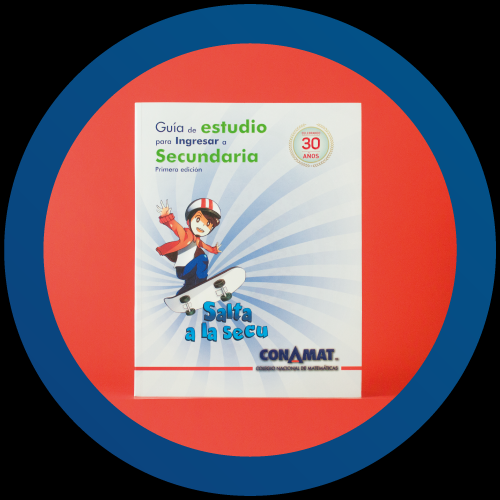 Guía de estudio
para Ingresar a
Secundaria
Primera edición
30
AÑOS
Salta
a la secu
CONAMAT
COLEGIO NACIONAL DE MATEMÁTICAS